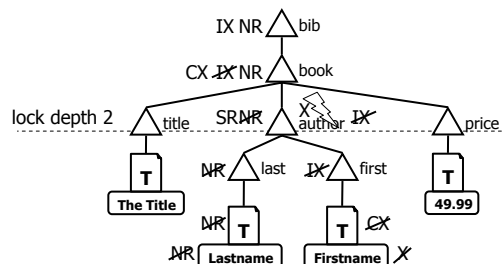 IX NR bib
CX IX NR book
lock depth 2
title SR NR X author IX price
NR last IX first
T T T
The Title 49.99
NR CX
NR Lastname Firstname X